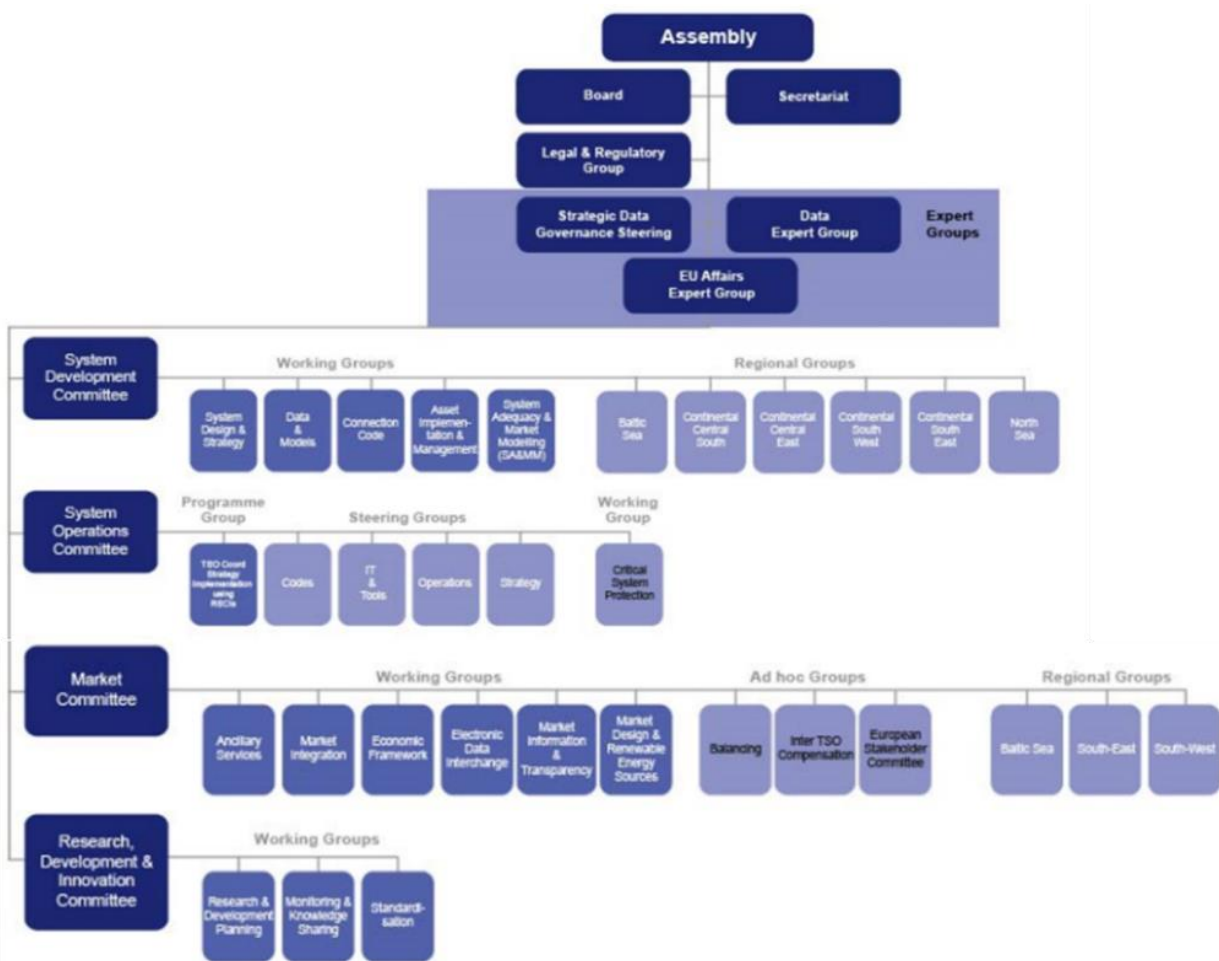 Assembly
Board
Secretariat
Legal & Regulatory
Group
Strategic Data
Governance Steering
Data
Expert Group
Expert
Groups
EU Affairs
Expert Group
System
Development
Committee
Working Groups
Regional Groups
System
Design &
Strategy
Data
&
Models
Connection
Code
Asset
Implemen-
tation &
Management
System
Adequacy &
Market
Modelling
(SA&MM)
Baltic
Sea
Continental
Central
South
Continental
Central
East
Continental
South
West
Continental
South
East
North
Sea
System
Operations
Committee
Programme
Group
Steering Groups
Working
Group
TSO Coord
Strategy
Implementation
using
RSCIs
Codes
IT
&
Tools
Operations
Strategy
Critical
System
Protection
Market
Committee
Working Groups
Ad hoc Groups
Regional Groups
Ancillary
Services
Market
Integration
Economic
Framework
Electronic
Data
Interchange
Market
Information
&
Transparency
Market
Design &
Renewable
Energy
Sources
Balancing
Inter TSO
Compensation
European
Stakeholder
Committee
Baltic Sea
South-East
South-West
Research,
Development &
Innovation
Committee
Working Groups
Research &
Development
Planning
Monitoring &
Knowledge
Sharing
Standardi-
sation